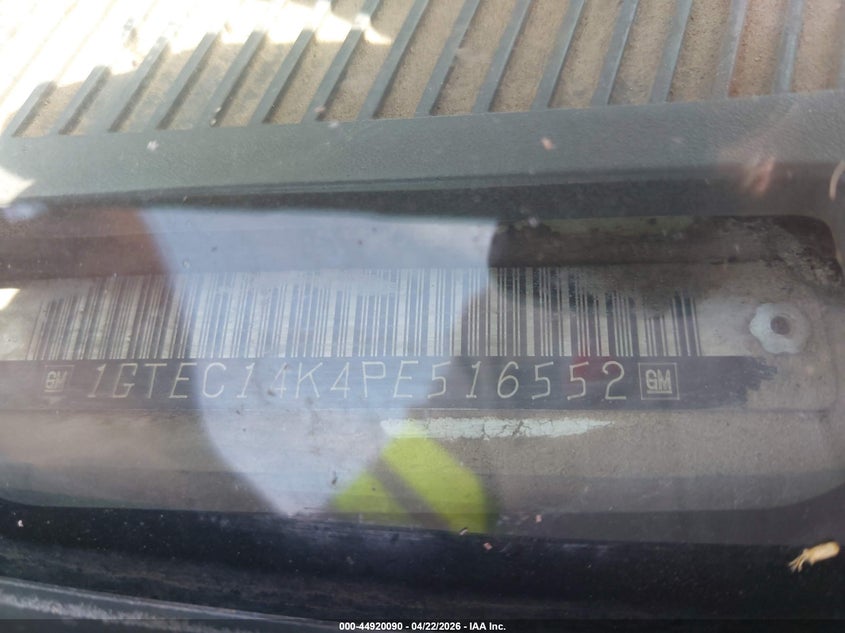 GM 1GTEC14K4PE516552 GM
000-44920090 - 04/22/2026 - IAA Inc.